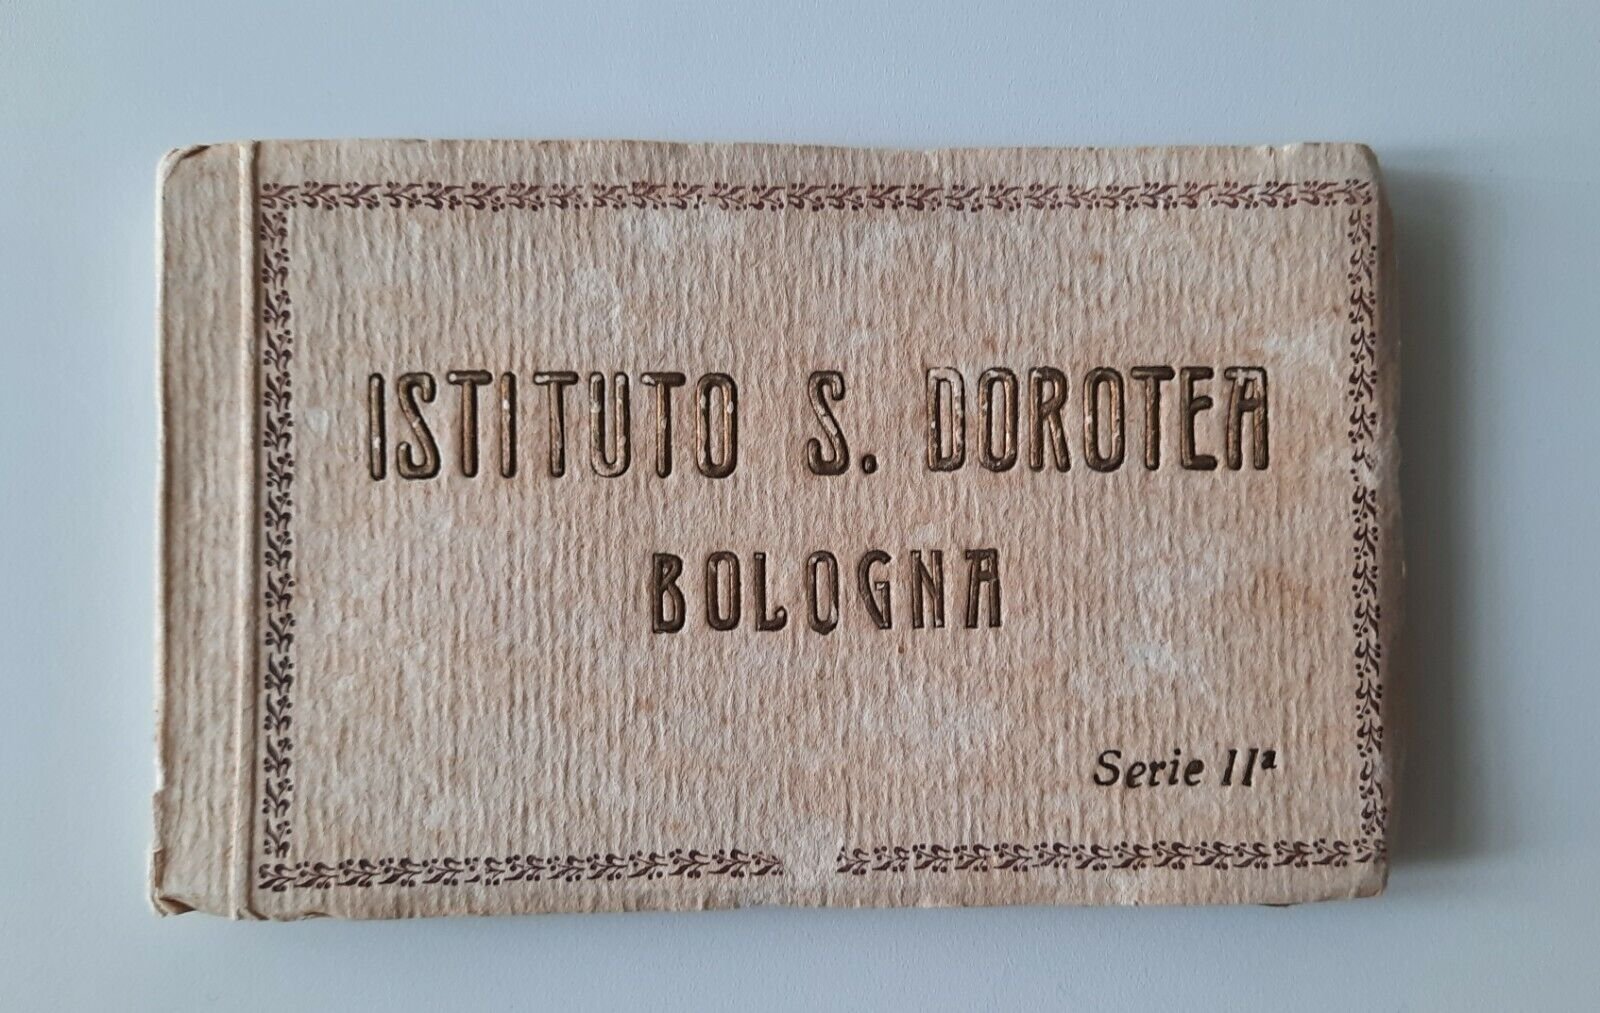 ISTITUTO S. DOROTEA
BOLOGNA
Serie IIª